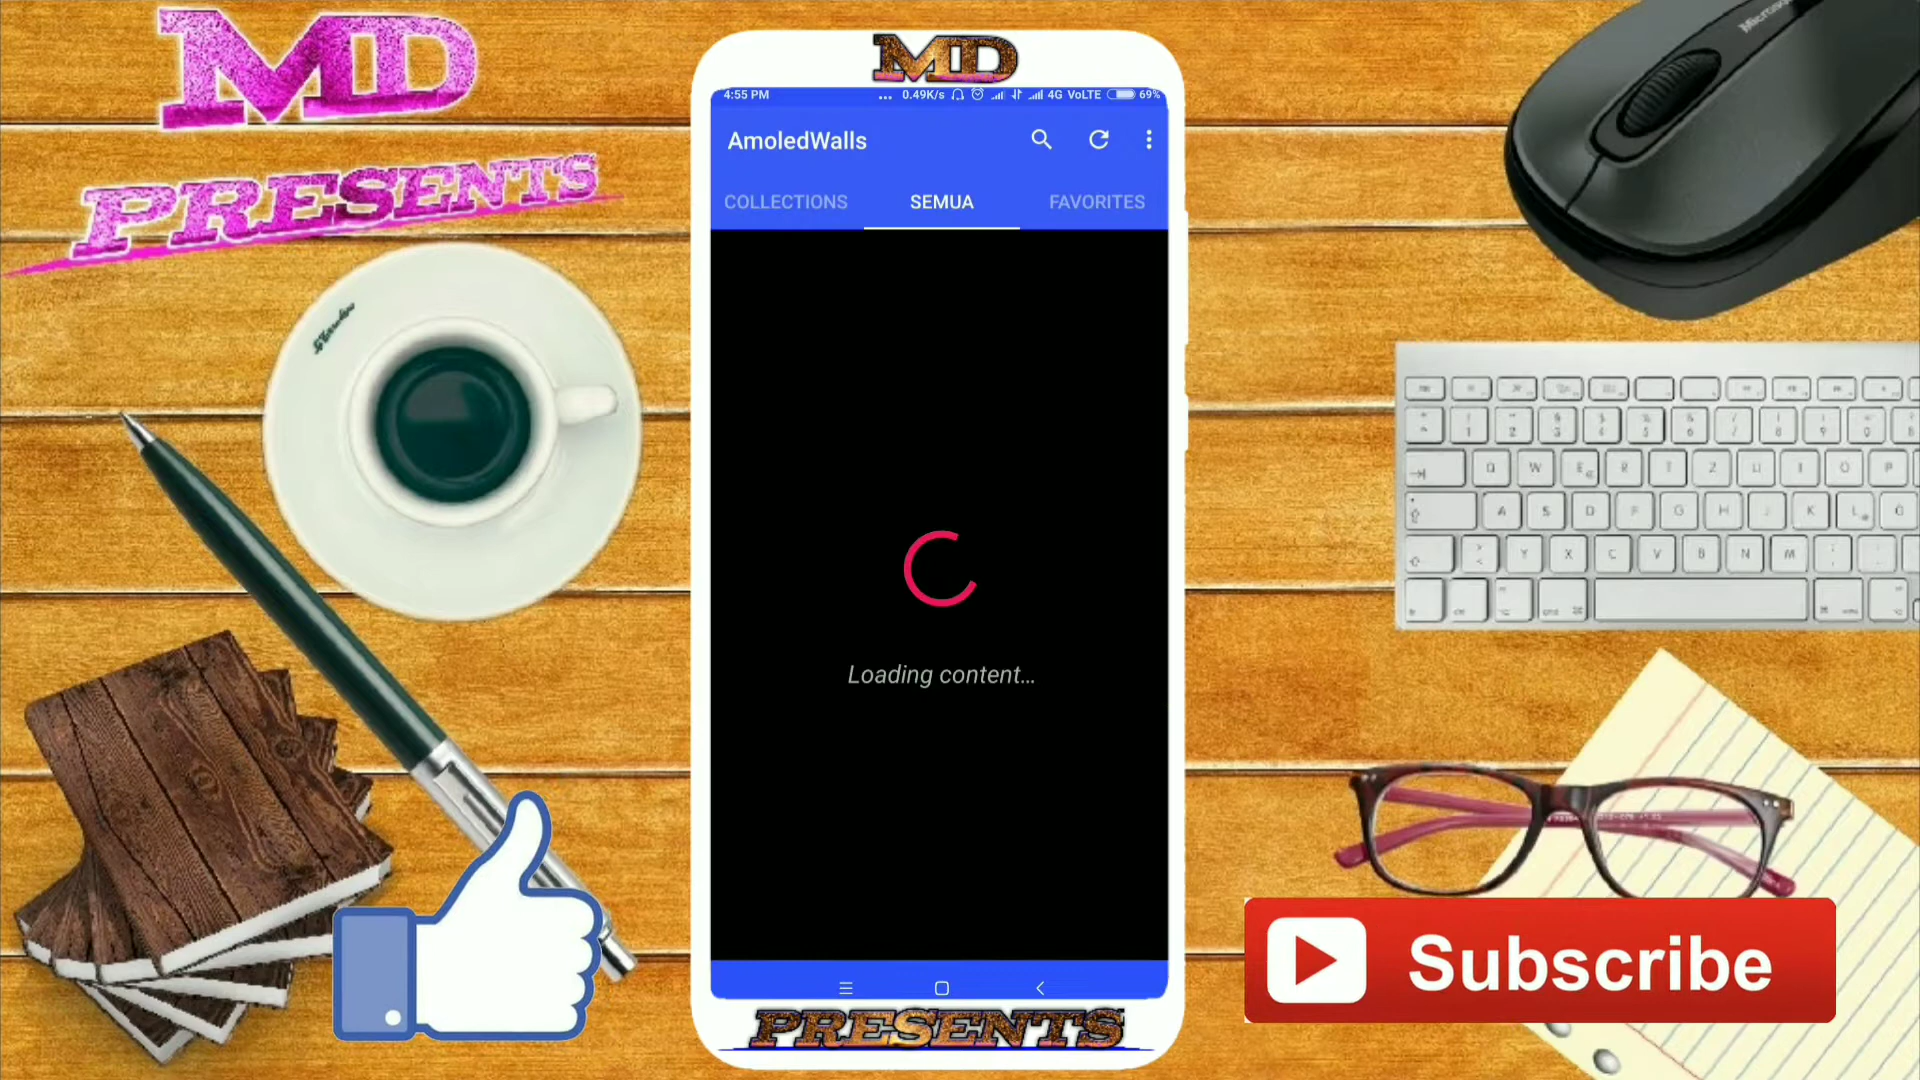 MD
PRESENTS
MD
4:55 PM ... 0.49K/s 4G VoLTE 69%
AmoledWalls
COLLECTIONS SEMUA FAVORITES
Loading content...
PRESENTS
Subscribe
Q W E R T Z U I O P
A S D F G H J K L
Y X C V B N M